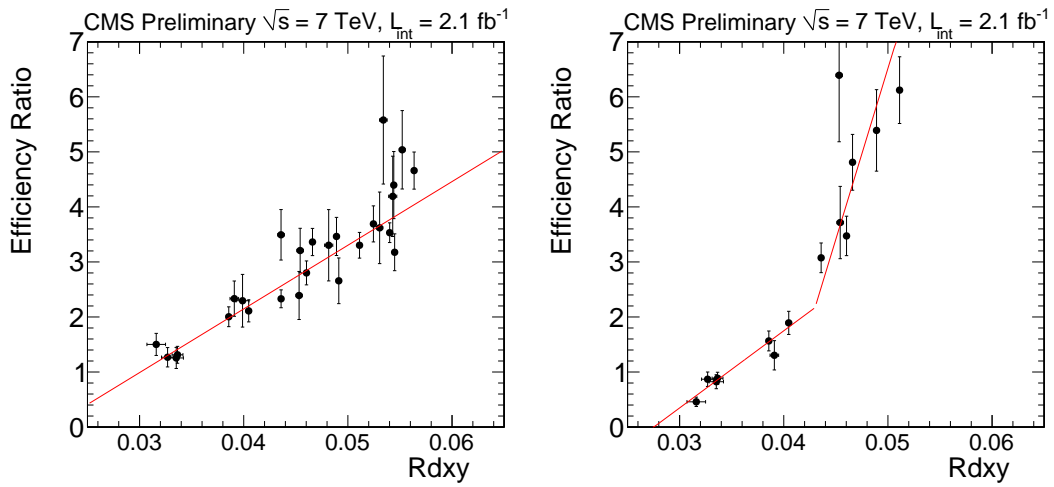 CMS Preliminary √s = 7 TeV, L_int = 2.1 fb⁻¹
Efficiency Ratio
7
6
5
4
3
2
1
0
0.03 0.04 0.05 0.06
Rdxy
CMS Preliminary √s = 7 TeV, L_int = 2.1 fb⁻¹
Efficiency Ratio
7
6
5
4
3
2
1
0
0.03 0.04 0.05 0.06
Rdxy